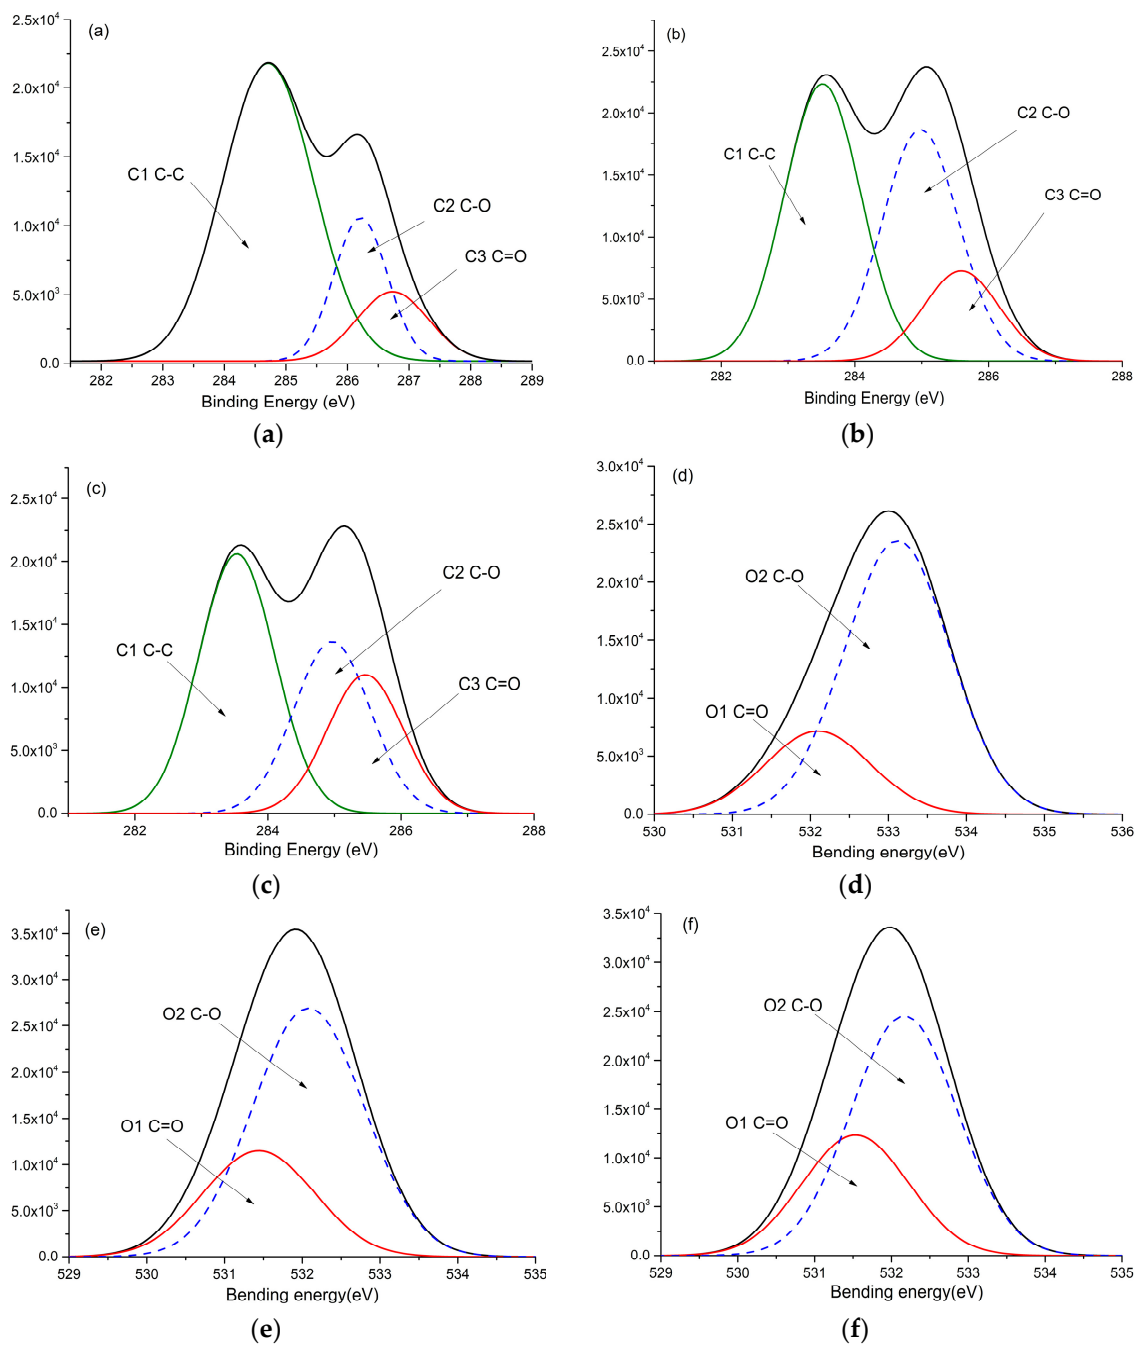 (a)
2.5x10⁴
2.0x10⁴
1.5x10⁴
1.0x10⁴
5.0x10³
0.0
C1 C-C
C2 C-O
C3 C=O
282 283 284 285 286 287 288 289
Binding Energy (eV)
(a)
(b)
2.5x10⁴
2.0x10⁴
1.5x10⁴
1.0x10⁴
5.0x10³
0.0
C2 C-O
C1 C-C
C3 C=O
282 284 286 288
Binding Energy (eV)
(b)
(c)
2.5x10⁴
2.0x10⁴
1.5x10⁴
1.0x10⁴
5.0x10³
0.0
C2 C-O
C1 C-C
C3 C=O
282 284 286 288
Binding Energy (eV)
(c)
(d)
3.0x10⁴
2.5x10⁴
2.0x10⁴
1.5x10⁴
1.0x10⁴
5.0x10³
0.0
O2 C-O
O1 C=O
530 531 532 533 534 535 536
Bending energy(eV)
(d)
(e)
3.5x10⁴
3.0x10⁴
2.5x10⁴
2.0x10⁴
1.5x10⁴
1.0x10⁴
5.0x10³
0.0
O2 C-O
O1 C=O
529 530 531 532 533 534 535
Bending energy(eV)
(e)
(f)
3.5x10⁴
3.0x10⁴
2.5x10⁴
2.0x10⁴
1.5x10⁴
1.0x10⁴
5.0x10³
0.0
O2 C-O
O1 C=O
529 530 531 532 533 534 535
Bending energy(eV)
(f)